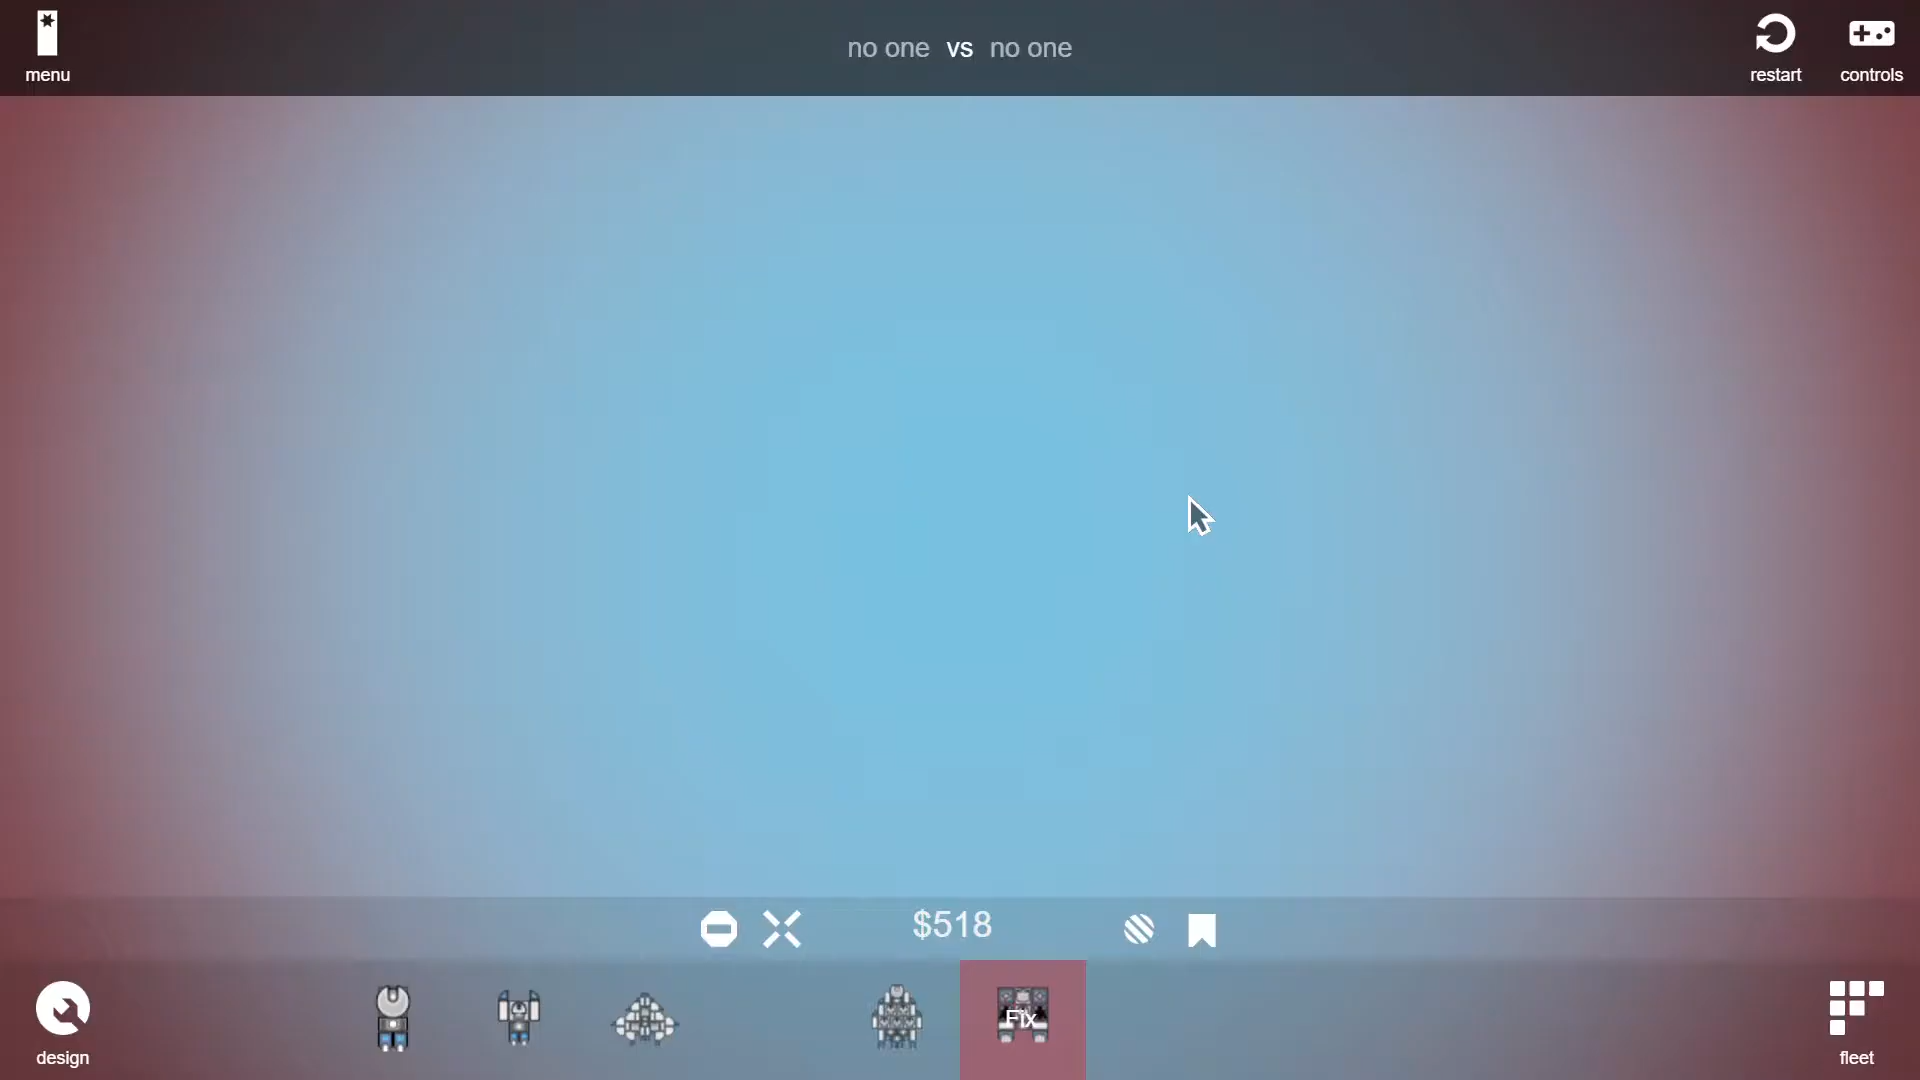 menu
no one vs no one
restart
controls
$518
design
Fix
fleet